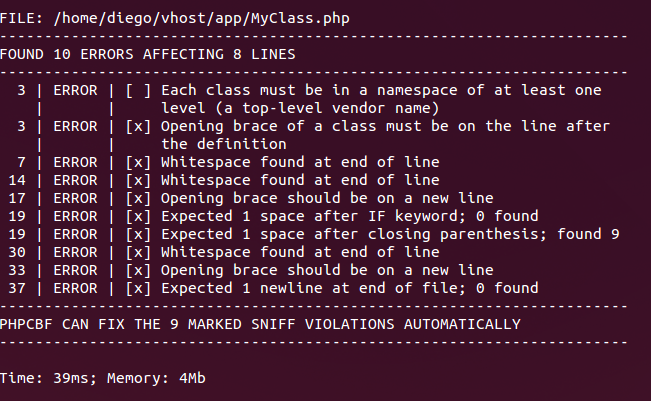 FILE: /home/diego/vhost/app/MyClass.php
----------------------------------------------------------------------
FOUND 10 ERRORS AFFECTING 8 LINES
----------------------------------------------------------------------
  3 | ERROR | [ ] Each class must be in a namespace of at least one
    |       |     level (a top-level vendor name)
  3 | ERROR | [x] Opening brace of a class must be on the line after
    |       |     the definition
  7 | ERROR | [x] Whitespace found at end of line
 14 | ERROR | [x] Whitespace found at end of line
 17 | ERROR | [x] Opening brace should be on a new line
 19 | ERROR | [x] Expected 1 space after IF keyword; 0 found
 19 | ERROR | [x] Expected 1 space after closing parenthesis; found 9
 30 | ERROR | [x] Whitespace found at end of line
 33 | ERROR | [x] Opening brace should be on a new line
 37 | ERROR | [x] Expected 1 newline at end of file; 0 found
----------------------------------------------------------------------
PHPCBF CAN FIX THE 9 MARKED SNIFF VIOLATIONS AUTOMATICALLY
----------------------------------------------------------------------
Time: 39ms; Memory: 4Mb